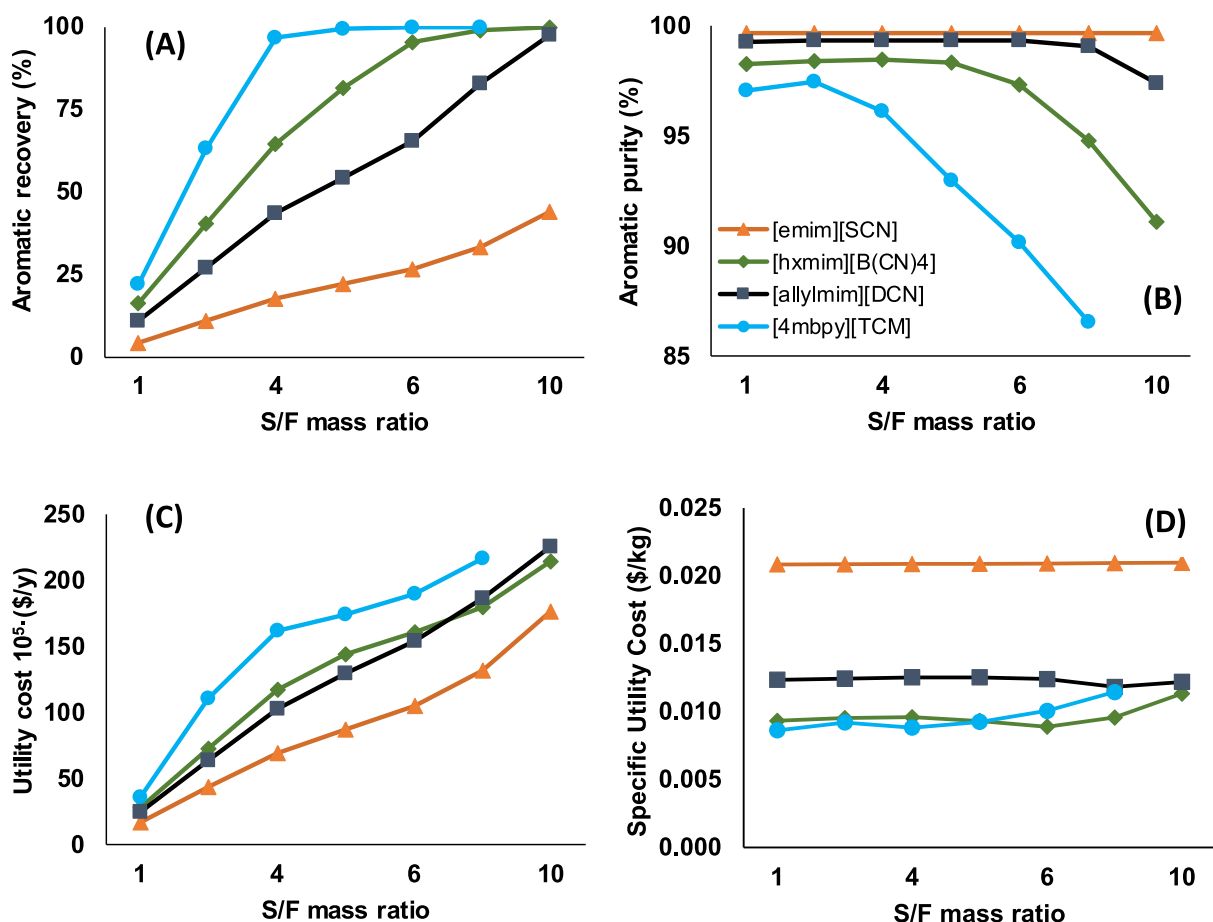 (A)
Aromatic recovery (%)
100
75
50
25
0
1 4 6 10
S/F mass ratio
(B)
Aromatic purity (%)
100
95
90
85
[emim][SCN]
[hxmim][B(CN)4]
[allylmim][DCN]
[4mbpy][TCM]
1 4 6 10
S/F mass ratio
(C)
Utility cost 10⁵·($/y)
250
200
150
100
50
0
1 4 6 10
S/F mass ratio
(D)
Specific Utility Cost ($/kg)
0.025
0.020
0.015
0.010
0.005
0.000
1 4 6 10
S/F mass ratio